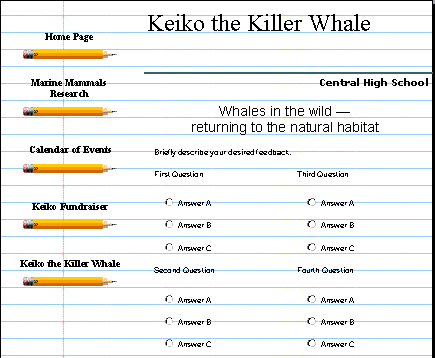 Keiko the Killer Whale
Home Page
Marine Mammals
Research
Calendar of Events
Keiko Fundraiser
Keiko the Killer Whale
Central High School
Whales in the wild —
returning to the natural habitat
Briefly describe your desired feedback.
First Question
Answer A
Answer B
Answer C
Third Question
Answer A
Answer B
Answer C
Second Question
Answer A
Answer B
Answer C
Fourth Question
Answer A
Answer B
Answer C